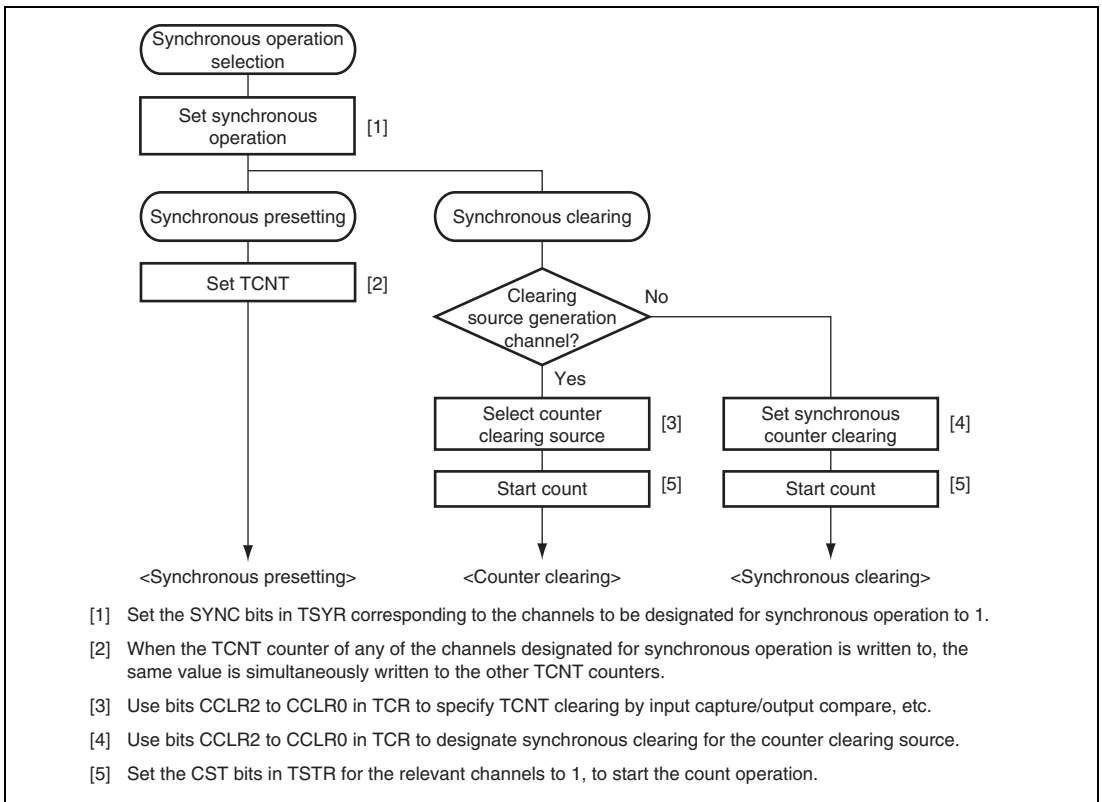 Synchronous operation
selection
Set synchronous
operation
[1]
Synchronous presetting
Synchronous clearing
Set TCNT
[2]
Clearing
source generation
channel?
No
Yes
Select counter
clearing source
[3]
Set synchronous
counter clearing
[4]
Start count
[5]
Start count
[5]
<Synchronous presetting>
<Counter clearing>
<Synchronous clearing>
[1] Set the SYNC bits in TSYR corresponding to the channels to be designated for synchronous operation to 1.
[2] When the TCNT counter of any of the channels designated for synchronous operation is written to, the
same value is simultaneously written to the other TCNT counters.
[3] Use bits CCLR2 to CCLR0 in TCR to specify TCNT clearing by input capture/output compare, etc.
[4] Use bits CCLR2 to CCLR0 in TCR to designate synchronous clearing for the counter clearing source.
[5] Set the CST bits in TSTR for the relevant channels to 1, to start the count operation.